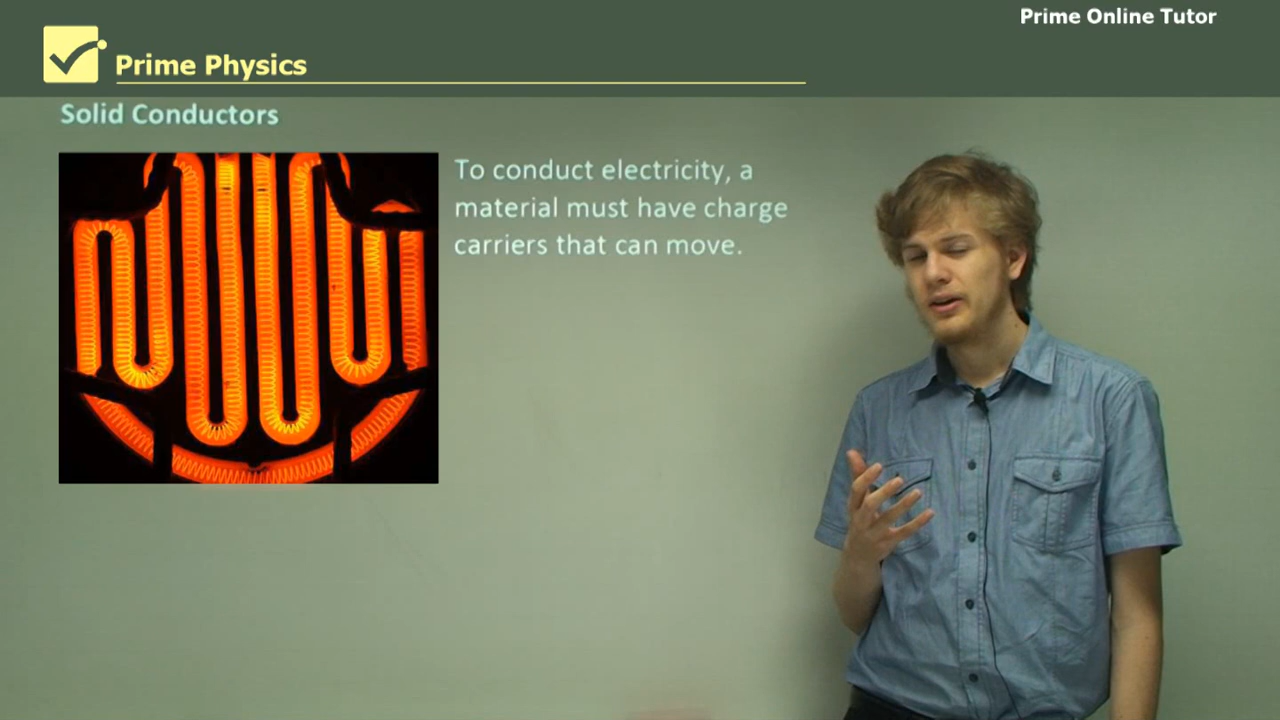 Prime Online Tutor
Prime Physics
Solid Conductors
To conduct electricity, a
material must have charge
carriers that can move.